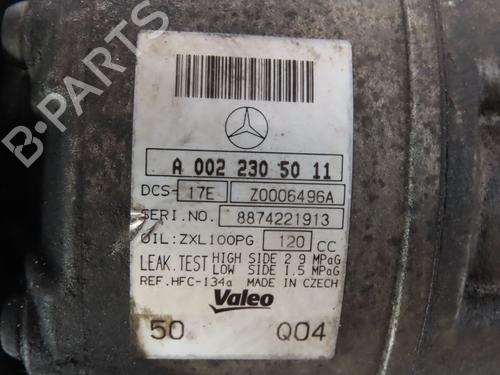 A 002 230 50 11
DCS- 17E Z0006496A
SERI.NO. 8874221913
OIL:ZXL100PG 120 CC
LEAK.TEST HIGH SIDE 2.9 MPaG
LOW SIDE 1.5 MPaG
REF.HFC-134a MADE IN CZECH
Valeo
50 Q04
B-PARTS